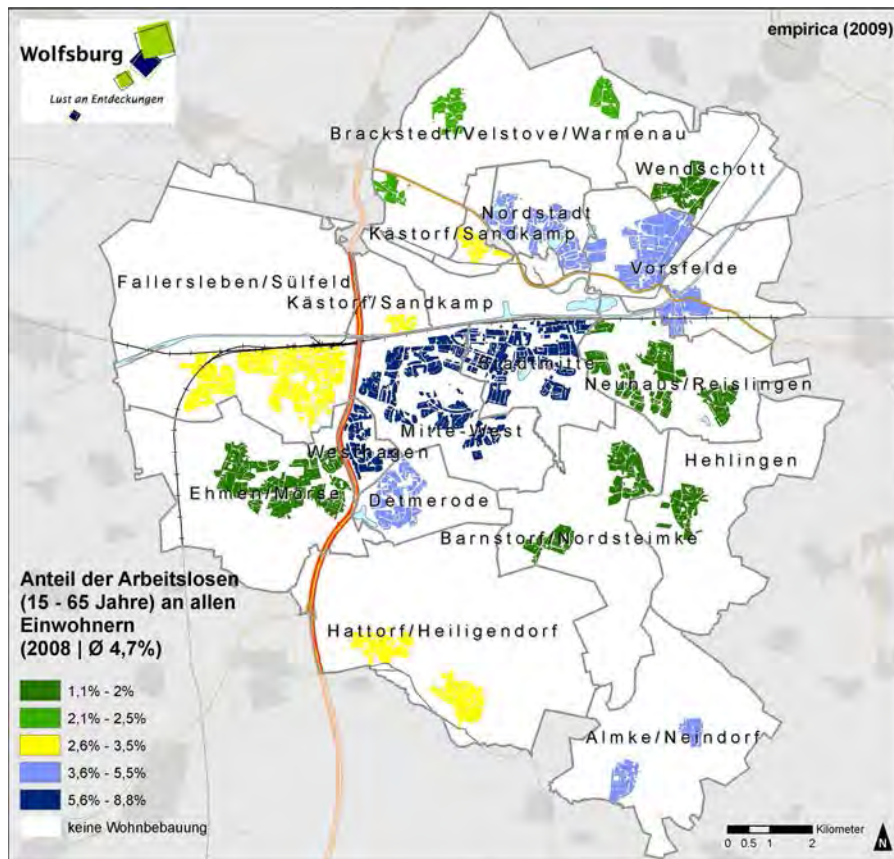 Wolfsburg
Lust an Entdeckungen
empirica (2009)
Brackstedt/Velstove/Warmenau
Wendschott
Nordstadt
Kästorf/Sandkamp
Vorsfelde
Fallersleben/Sülfeld
Kästorf/Sandkamp
Stadtmitte
Neuhaus/Reislingen
Mitte-West
Westhagen
Hehlingen
Ehmen/Mörse
Detmerode
Barnstorf/Nordsteimke
Anteil der Arbeitslosen
(15 - 65 Jahre) an allen
Einwohnern
(2008 | Ø 4,7%)
Hattorf/Heiligendorf
1,1% - 2%
2,1% - 2,5%
2,6% - 3,5%
3,6% - 5,5%
5,6% - 8,8%
keine Wohnbebauung
Almke/Neindorf
Kilometer
0 0.5 1 2
N